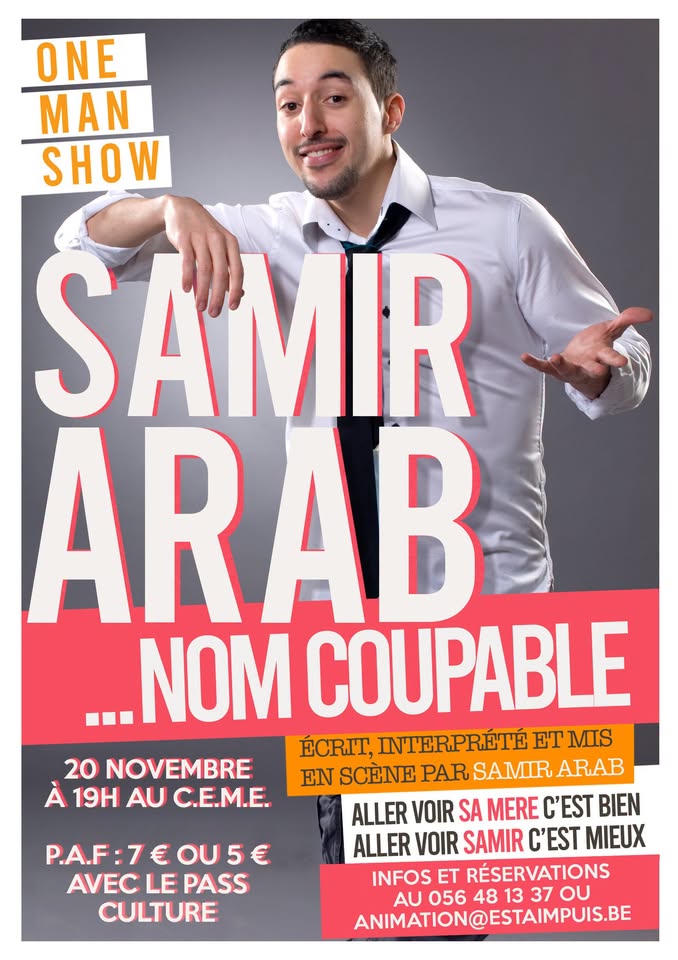 ONE
MAN
SHOW
SAMIR
ARAB
...NOM COUPABLE
ÉCRIT, INTERPRÉTÉ ET MIS
EN SCÈNE PAR SAMIR ARAB
20 NOVEMBRE
À 19H AU C.E.M.E.
P.A.F : 7 € OU 5 €
AVEC LE PASS
CULTURE
ALLER VOIR SA MERE C'EST BIEN
ALLER VOIR SAMIR C'EST MIEUX
INFOS ET RÉSERVATIONS
AU 056 48 13 37 OU
ANIMATION@ESTAIMPUIS.BE